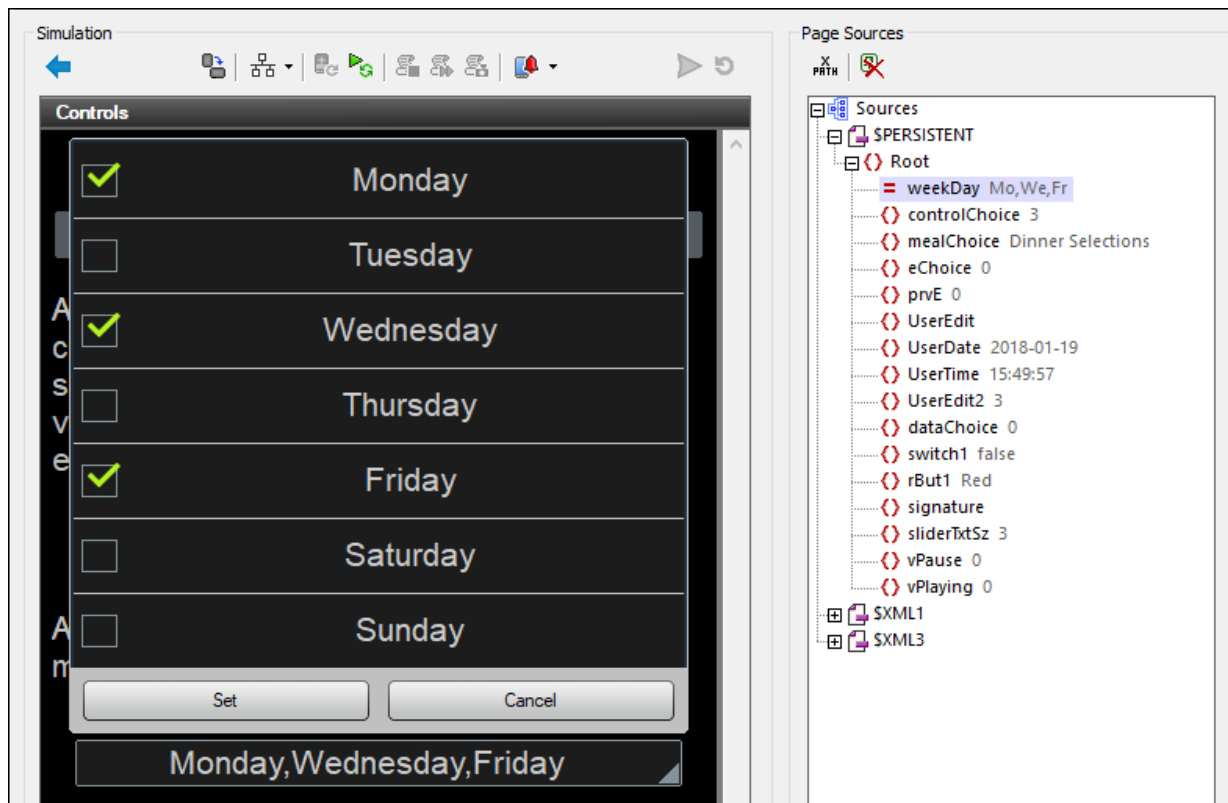 Simulation
Page Sources
X
PATH
Controls
Monday
Tuesday
Wednesday
Thursday
Friday
Saturday
Sunday
A
c
s
v
e
A
m
Set
Cancel
Monday,Wednesday,Friday
Sources
$PERSISTENT
Root
weekDay Mo,We,Fr
controlChoice 3
mealChoice Dinner Selections
eChoice 0
prvE 0
UserEdit
UserDate 2018-01-19
UserTime 15:49:57
UserEdit2 3
dataChoice 0
switch1 false
rBut1 Red
signature
sliderTxtSz 3
vPause 0
vPlaying 0
$XML1
$XML3